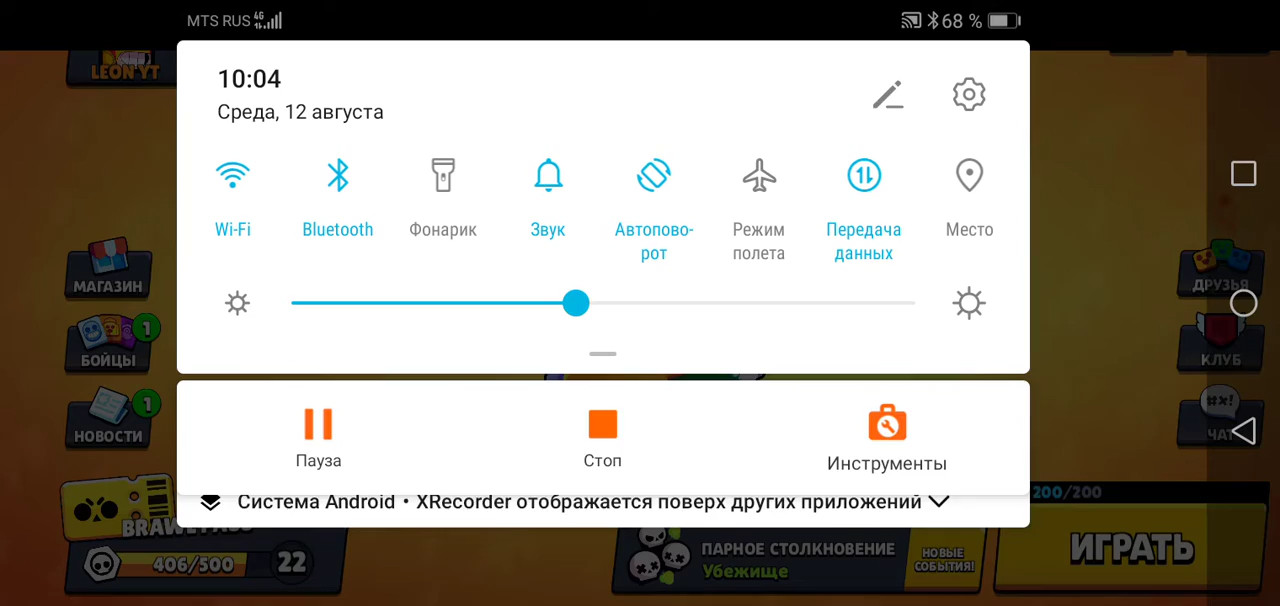 MTS RUS 4G
68 %
LEON YT
10:04
Среда, 12 августа
Wi-Fi
Bluetooth
Фонарик
Звук
Автопово-
рот
Режим
полета
Передача
данных
Место
МАГАЗИН
ДРУЗЬЯ
1
БОЙЦЫ
КЛУБ
1
НОВОСТИ
ЧАТ
#x!
Пауза
Стоп
Инструменты
Система Android • XRecorder отображается поверх других приложений
200/200
BRAWL PASS
406/500
22
ПАРНОЕ СТОЛКНОВЕНИЕ
Убежище
НОВЫЕ
СОБЫТИЯ!
ИГРАТЬ